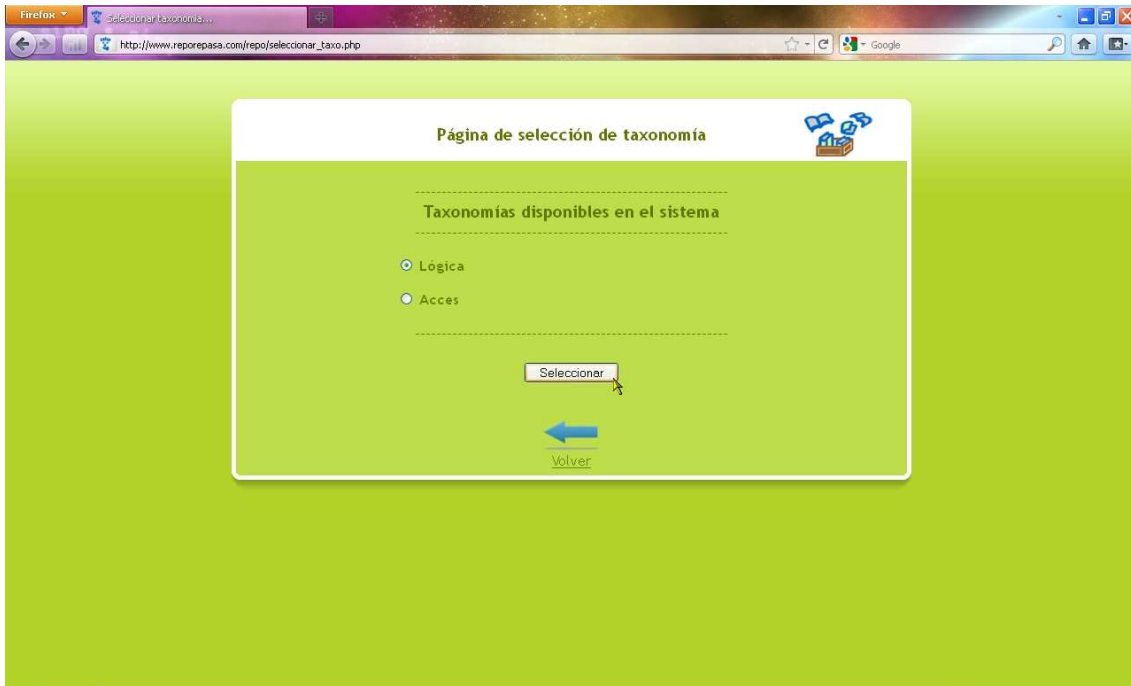 Firefox
Seleccionar taxonomía...
http://www.reporepasa.com/repo/seleccionar_taxo.php
Google
Página de selección de taxonomía
Taxonomías disponibles en el sistema
Lógica
Acces
Seleccionar
Volver